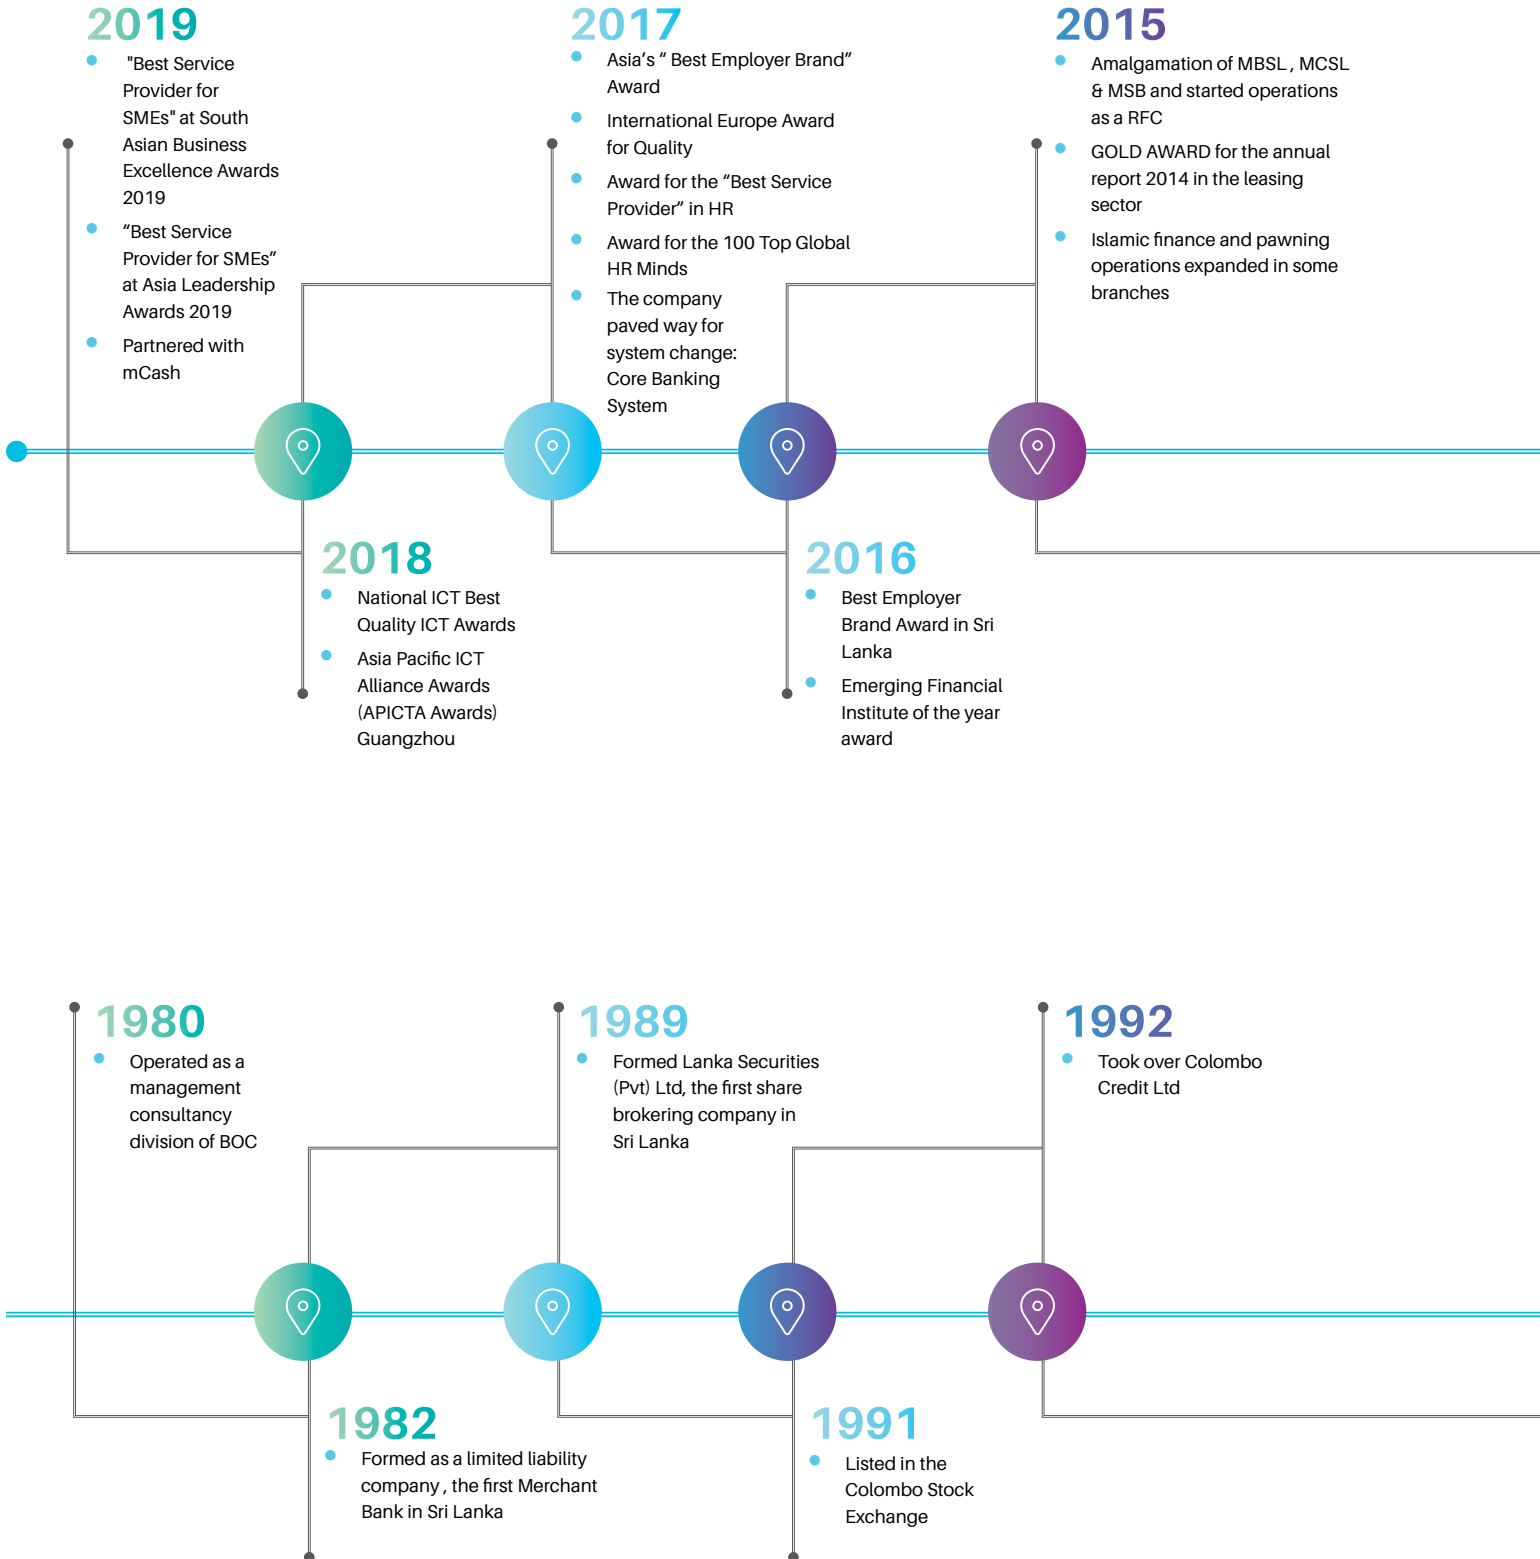 2019
"Best Service
Provider for
SMEs" at South
Asian Business
Excellence Awards
2019
“Best Service
Provider for SMEs”
at Asia Leadership
Awards 2019
Partnered with
mCash
2017
Asia’s “ Best Employer Brand”
Award
International Europe Award
for Quality
Award for the “Best Service
Provider” in HR
Award for the 100 Top Global
HR Minds
The company
paved way for
system change:
Core Banking
System
2015
Amalgamation of MBSL , MCSL
& MSB and started operations
as a RFC
GOLD AWARD for the annual
report 2014 in the leasing
sector
Islamic finance and pawning
operations expanded in some
branches
2018
National ICT Best
Quality ICT Awards
Asia Pacific ICT
Alliance Awards
(APICTA Awards)
Guangzhou
2016
Best Employer
Brand Award in Sri
Lanka
Emerging Financial
Institute of the year
award
1980
Operated as a
management
consultancy
division of BOC
1989
Formed Lanka Securities
(Pvt) Ltd, the first share
brokering company in
Sri Lanka
1992
Took over Colombo
Credit Ltd
1982
Formed as a limited liability
company , the first Merchant
Bank in Sri Lanka
1991
Listed in the
Colombo Stock
Exchange